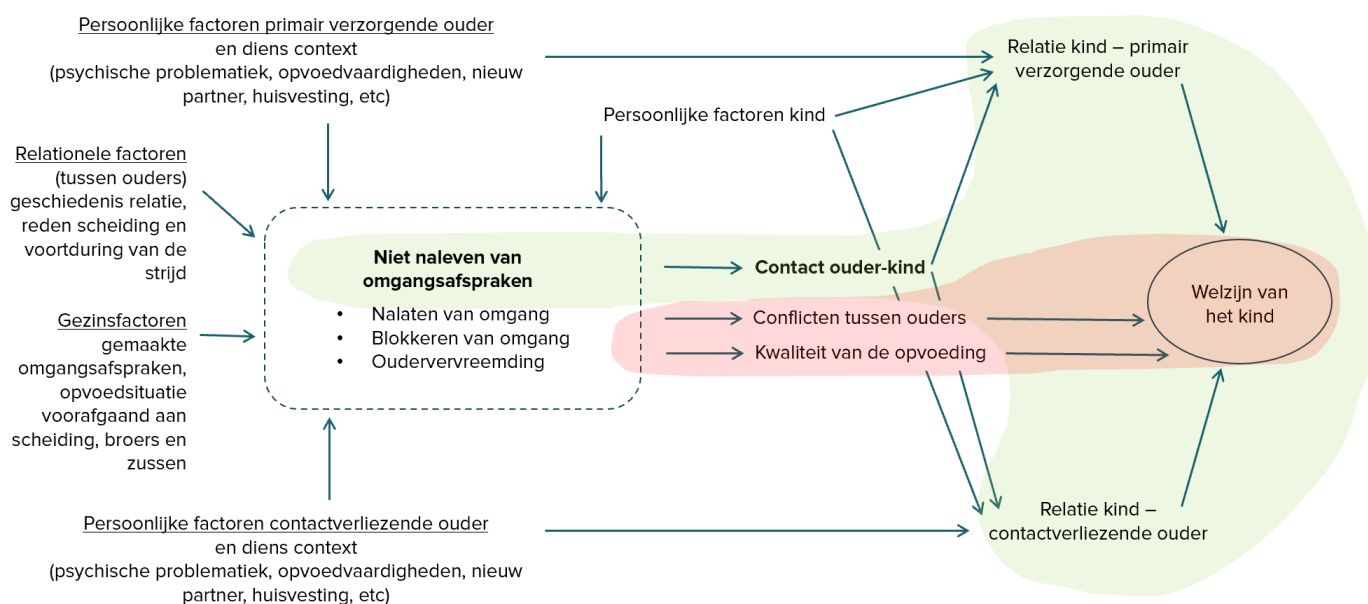 Persoonlijke factoren primair verzorgende ouder
en diens context
(psychische problematiek, opvoedvaardigheden, nieuw
partner, huisvesting, etc)
Relatie kind – primair
verzorgende ouder
Persoonlijke factoren kind
Relationele factoren
(tussen ouders)
geschiedenis relatie,
reden scheiding en
voortduring van de
strijd
Niet naleven van
omgangsafspraken
• Nalaten van omgang
• Blokkeren van omgang
• Oudervervreemding
Contact ouder-kind
Conflicten tussen ouders
Kwaliteit van de opvoeding
Welzijn van
het kind
Gezinsfactoren
gemaakte
omgangsafspraken,
opvoedsituatie
voorafgaand aan
scheiding, broers en
zussen
Persoonlijke factoren contactverliezende ouder
en diens context
(psychische problematiek, opvoedvaardigheden, nieuw
partner, huisvesting, etc)
Relatie kind –
contactverliezende ouder